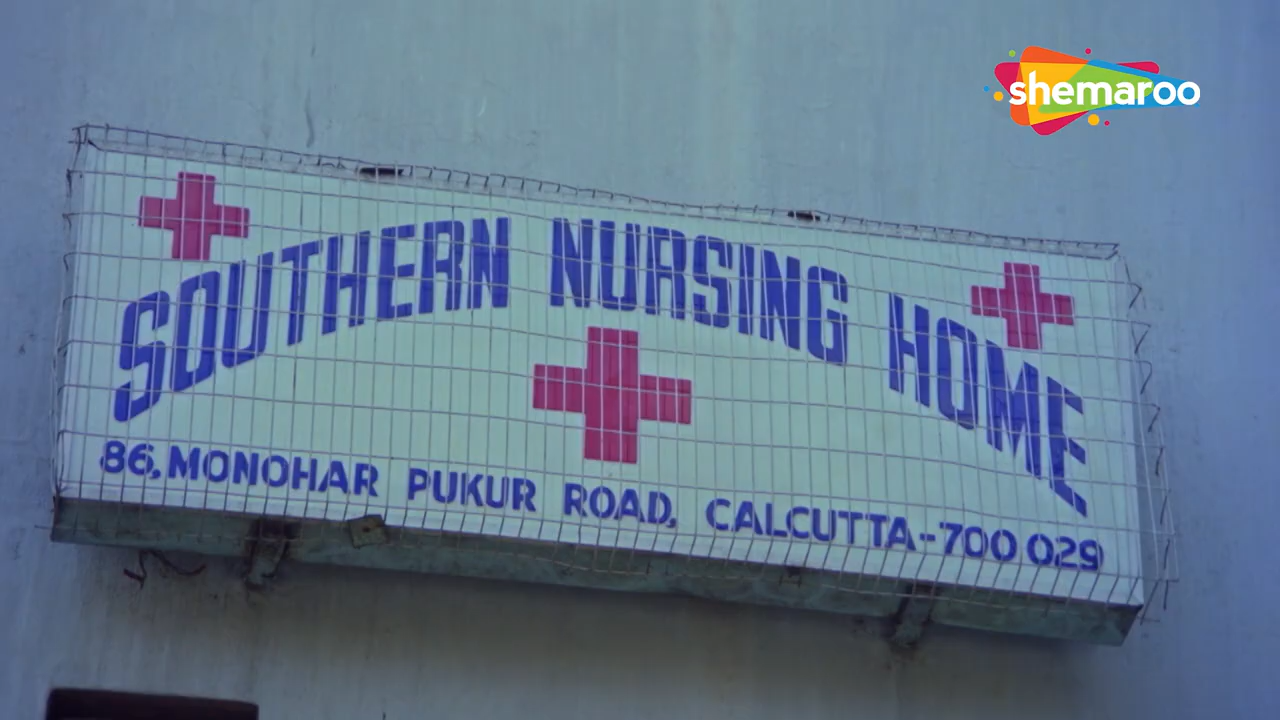 shemaroo
SOUTHERN NURSING HOME
86, MONOHAR PUKUR ROAD, CALCUTTA-700 029